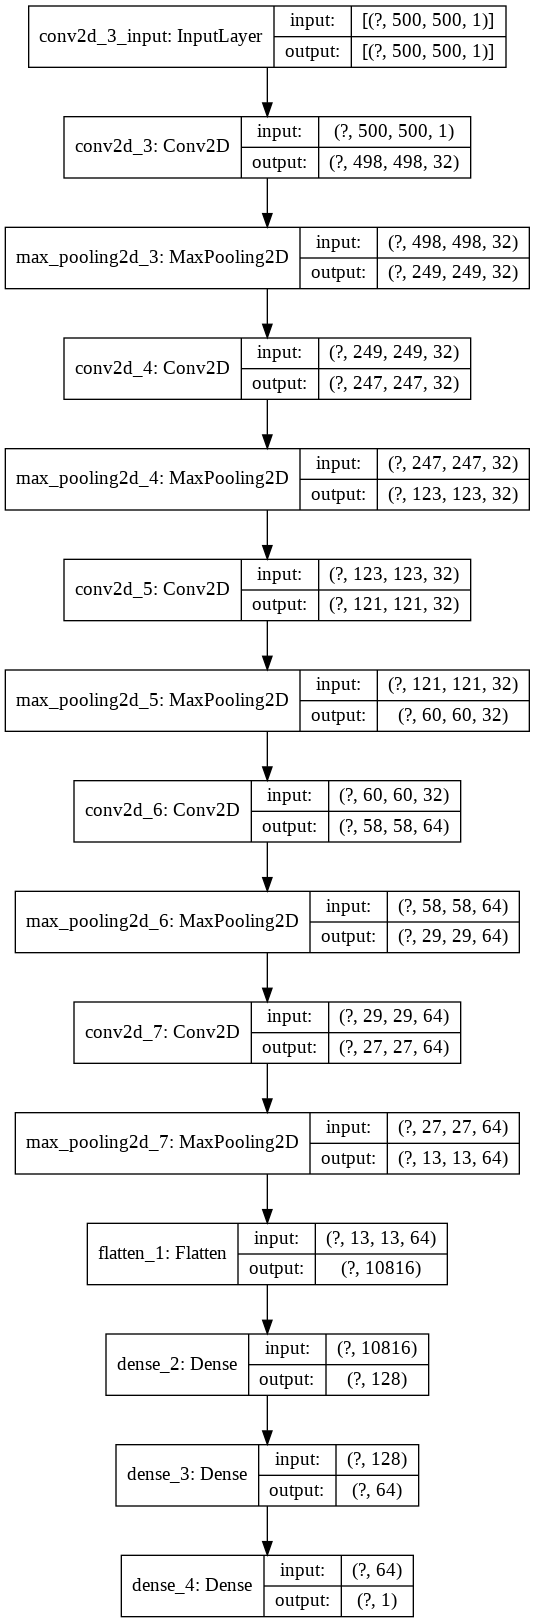 conv2d_3_input: InputLayer
input: [(?, 500, 500, 1)]
output: [(?, 500, 500, 1)]
conv2d_3: Conv2D
input: (?, 500, 500, 1)
output: (?, 498, 498, 32)
max_pooling2d_3: MaxPooling2D
input: (?, 498, 498, 32)
output: (?, 249, 249, 32)
conv2d_4: Conv2D
input: (?, 249, 249, 32)
output: (?, 247, 247, 32)
max_pooling2d_4: MaxPooling2D
input: (?, 247, 247, 32)
output: (?, 123, 123, 32)
conv2d_5: Conv2D
input: (?, 123, 123, 32)
output: (?, 121, 121, 32)
max_pooling2d_5: MaxPooling2D
input: (?, 121, 121, 32)
output: (?, 60, 60, 32)
conv2d_6: Conv2D
input: (?, 60, 60, 32)
output: (?, 58, 58, 64)
max_pooling2d_6: MaxPooling2D
input: (?, 58, 58, 64)
output: (?, 29, 29, 64)
conv2d_7: Conv2D
input: (?, 29, 29, 64)
output: (?, 27, 27, 64)
max_pooling2d_7: MaxPooling2D
input: (?, 27, 27, 64)
output: (?, 13, 13, 64)
flatten_1: Flatten
input: (?, 13, 13, 64)
output: (?, 10816)
dense_2: Dense
input: (?, 10816)
output: (?, 128)
dense_3: Dense
input: (?, 128)
output: (?, 64)
dense_4: Dense
input: (?, 64)
output: (?, 1)